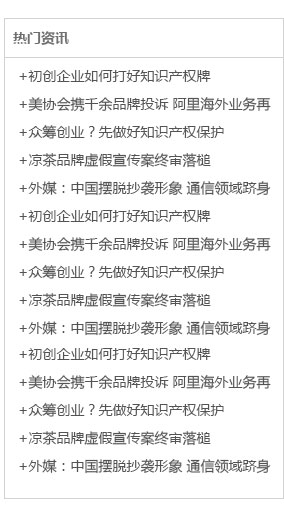 热门资讯
+初创企业如何打好知识产权牌
+美协会携千余品牌投诉 阿里海外业务再
+众筹创业？先做好知识产权保护
+凉茶品牌虚假宣传案终审落槌
+外媒：中国摆脱抄袭形象 通信领域跻身
+初创企业如何打好知识产权牌
+美协会携千余品牌投诉 阿里海外业务再
+众筹创业？先做好知识产权保护
+凉茶品牌虚假宣传案终审落槌
+外媒：中国摆脱抄袭形象 通信领域跻身
+初创企业如何打好知识产权牌
+美协会携千余品牌投诉 阿里海外业务再
+众筹创业？先做好知识产权保护
+凉茶品牌虚假宣传案终审落槌
+外媒：中国摆脱抄袭形象 通信领域跻身